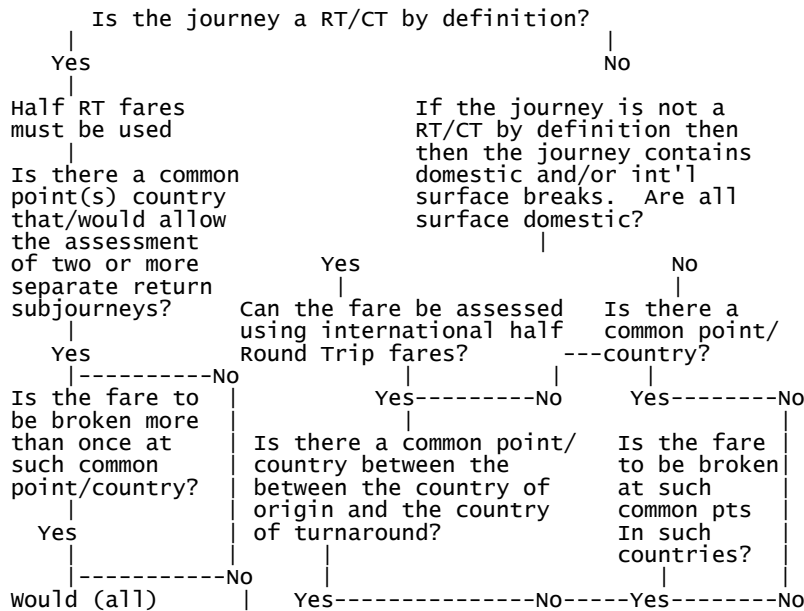 Is the journey a RT/CT by definition?
| |
Yes No
|
Half RT fares If the journey is not a
must be used RT/CT by definition then
| then the journey contains
Is there a common domestic and/or int'l
point(s) country surface breaks. Are all
that/would allow surface domestic?
the assessment |
of two or more Yes No
separate return | |
subjourneys? Can the fare be assessed Is there a
| using international half common point/
Yes Round Trip fares? ---country?
|----------No | | |
Is the fare to | Yes---------No Yes--------No
be broken more | | |
than once at | Is there a common point/ Is the fare |
such common | country between the to be broken|
point/country? | between the country of at such |
| | origin and the country common pts |
Yes | of turnaround? In such |
| | | countries? |
|-----------No | | |
Would (all) | Yes---------------No-----Yes--------No